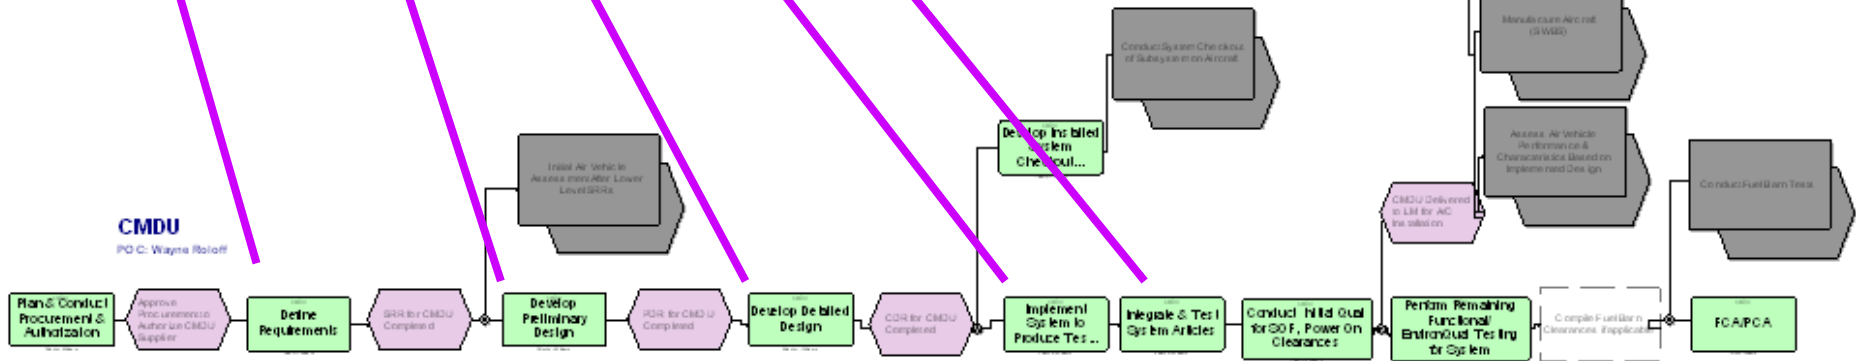 Manufacture Aircraft
(SWBS)
Conduct System Checkout
of Subsystem on Aircraft
Develop Installed
System
Checkout...
Initial Air Vehicle
Assessment After Lower
Level SRRs
Assess Air Vehicle
Performance &
Characteristics Based on
Implemented Design
Conduct Fuel Barn Tests
CMDU Delivered
to LM for A/C
Installation
CMDU
POC: Wayne Roloff
Plan & Conduct
Procurement &
Authorization
Approve
Procurement to
Authorize CMDU
Supplier
Define
Requirements
SRR for CMDU
Completed
Develop
Preliminary
Design
PDR for CMDU
Completed
Develop Detailed
Design
CDR for CMDU
Completed
Implement
System to
Produce Tes...
Integrate & Test
System Articles
Conduct Initial Qual
for SOF, Power On
Clearances
Perform Remaining
Functional/
EnvironQual Testing
for System
Compile Fuel Barn
Clearances if applicable
FCA/PCA